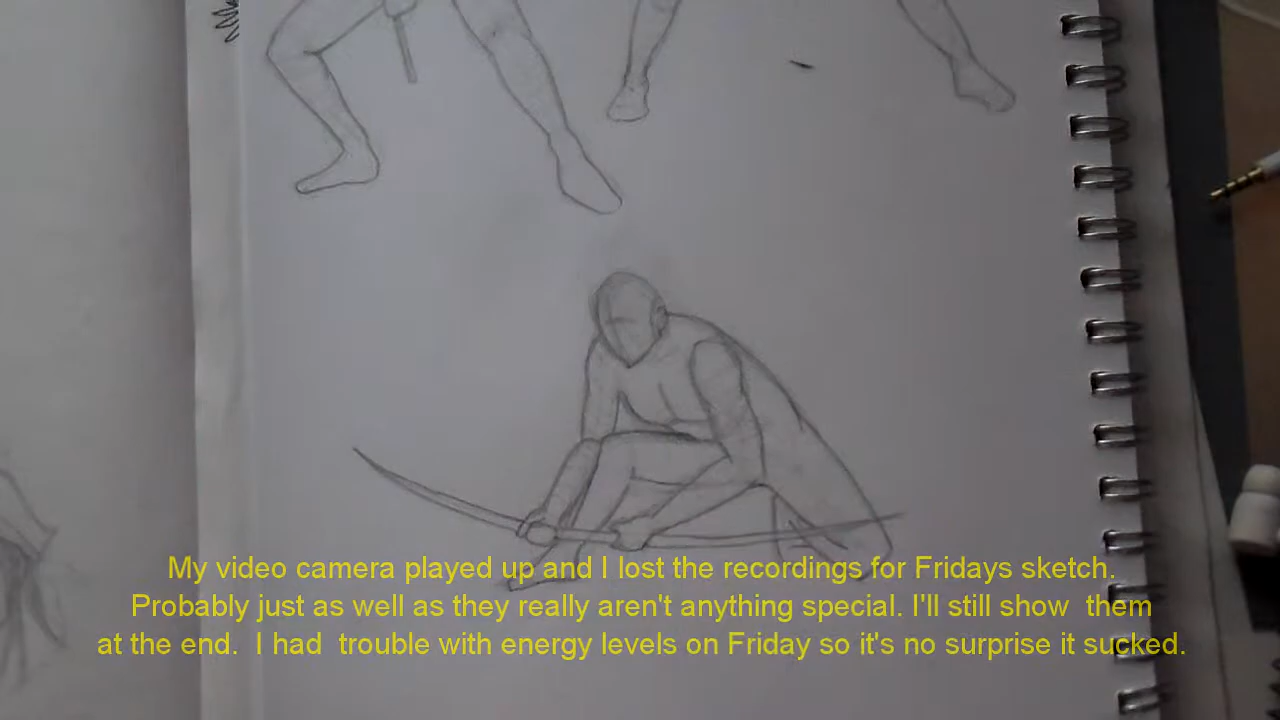 My video camera played up and I lost the recordings for Fridays sketch.
Probably just as well as they really aren't anything special. I'll still show  them
at the end.  I had  trouble with energy levels on Friday so it's no surprise it sucked.